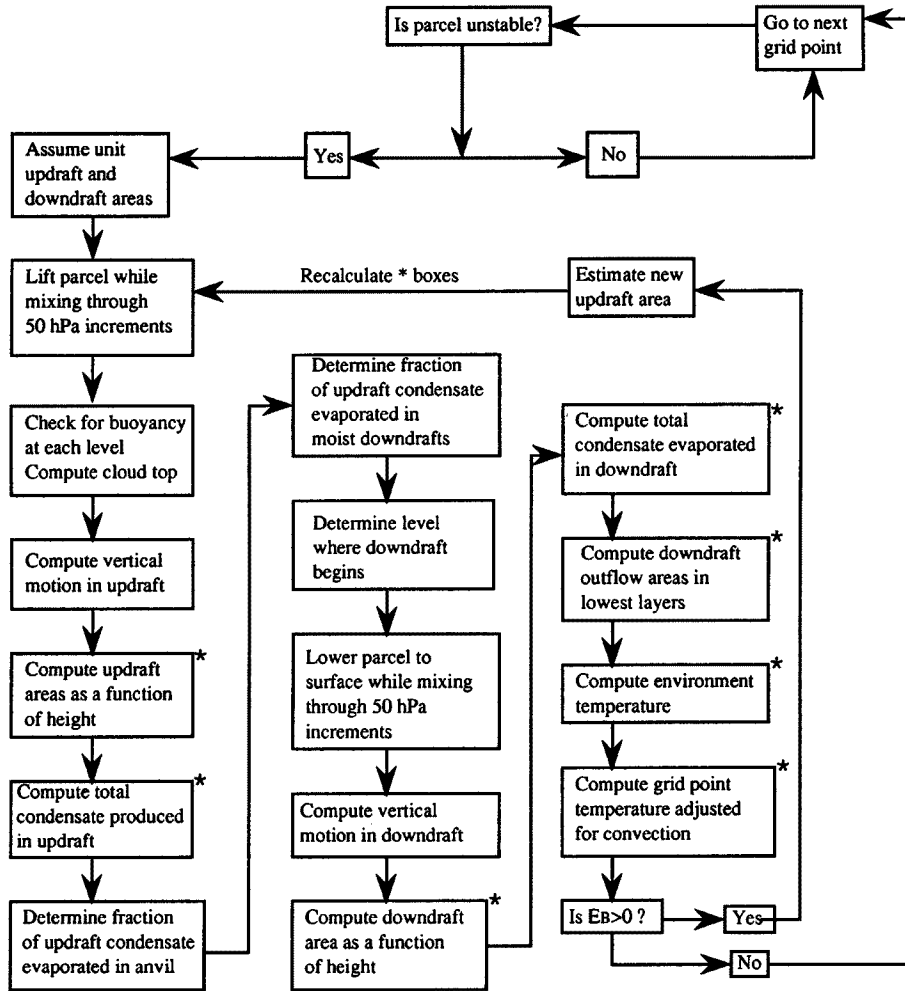 Is parcel unstable?
Go to next
grid point
Yes
No
Assume unit
updraft and
downdraft areas
Lift parcel while
mixing through
50 hPa increments
Recalculate * boxes
Estimate new
updraft area
Check for buoyancy
at each level
Compute cloud top
Compute vertical
motion in updraft
Compute updraft
areas as a function
of height
*
Compute total
condensate produced
in updraft
*
Determine fraction
of updraft condensate
evaporated in anvil
Determine fraction
of updraft condensate
evaporated in
moist downdrafts
Determine level
where downdraft
begins
Lower parcel to
surface while mixing
through 50 hPa
increments
Compute vertical
motion in downdraft
Compute downdraft
area as a function
of height
*
Compute total
condensate evaporated
in downdraft
*
Compute downdraft
outflow areas in
lowest layers
*
Compute environment
temperature
*
Compute grid point
temperature adjusted
for convection
*
Is EB>0 ?
Yes
No